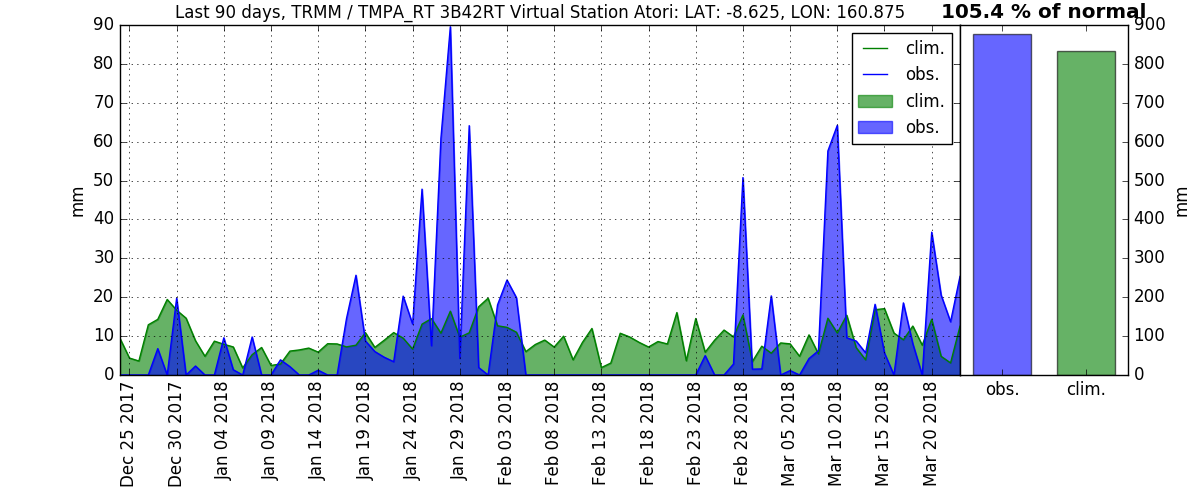 Last 90 days, TRMM / TMPA_RT 3B42RT Virtual Station Atori: LAT: -8.625, LON: 160.875
105.4 % of normal
90
80
70
60
50
40
30
20
10
0
mm
clim.
obs.
clim.
obs.
900
800
700
600
500
400
300
200
100
0
mm
obs.
clim.
Dec 25 2017
Dec 30 2017
Jan 04 2018
Jan 09 2018
Jan 14 2018
Jan 19 2018
Jan 24 2018
Jan 29 2018
Feb 03 2018
Feb 08 2018
Feb 13 2018
Feb 18 2018
Feb 23 2018
Feb 28 2018
Mar 05 2018
Mar 10 2018
Mar 15 2018
Mar 20 2018